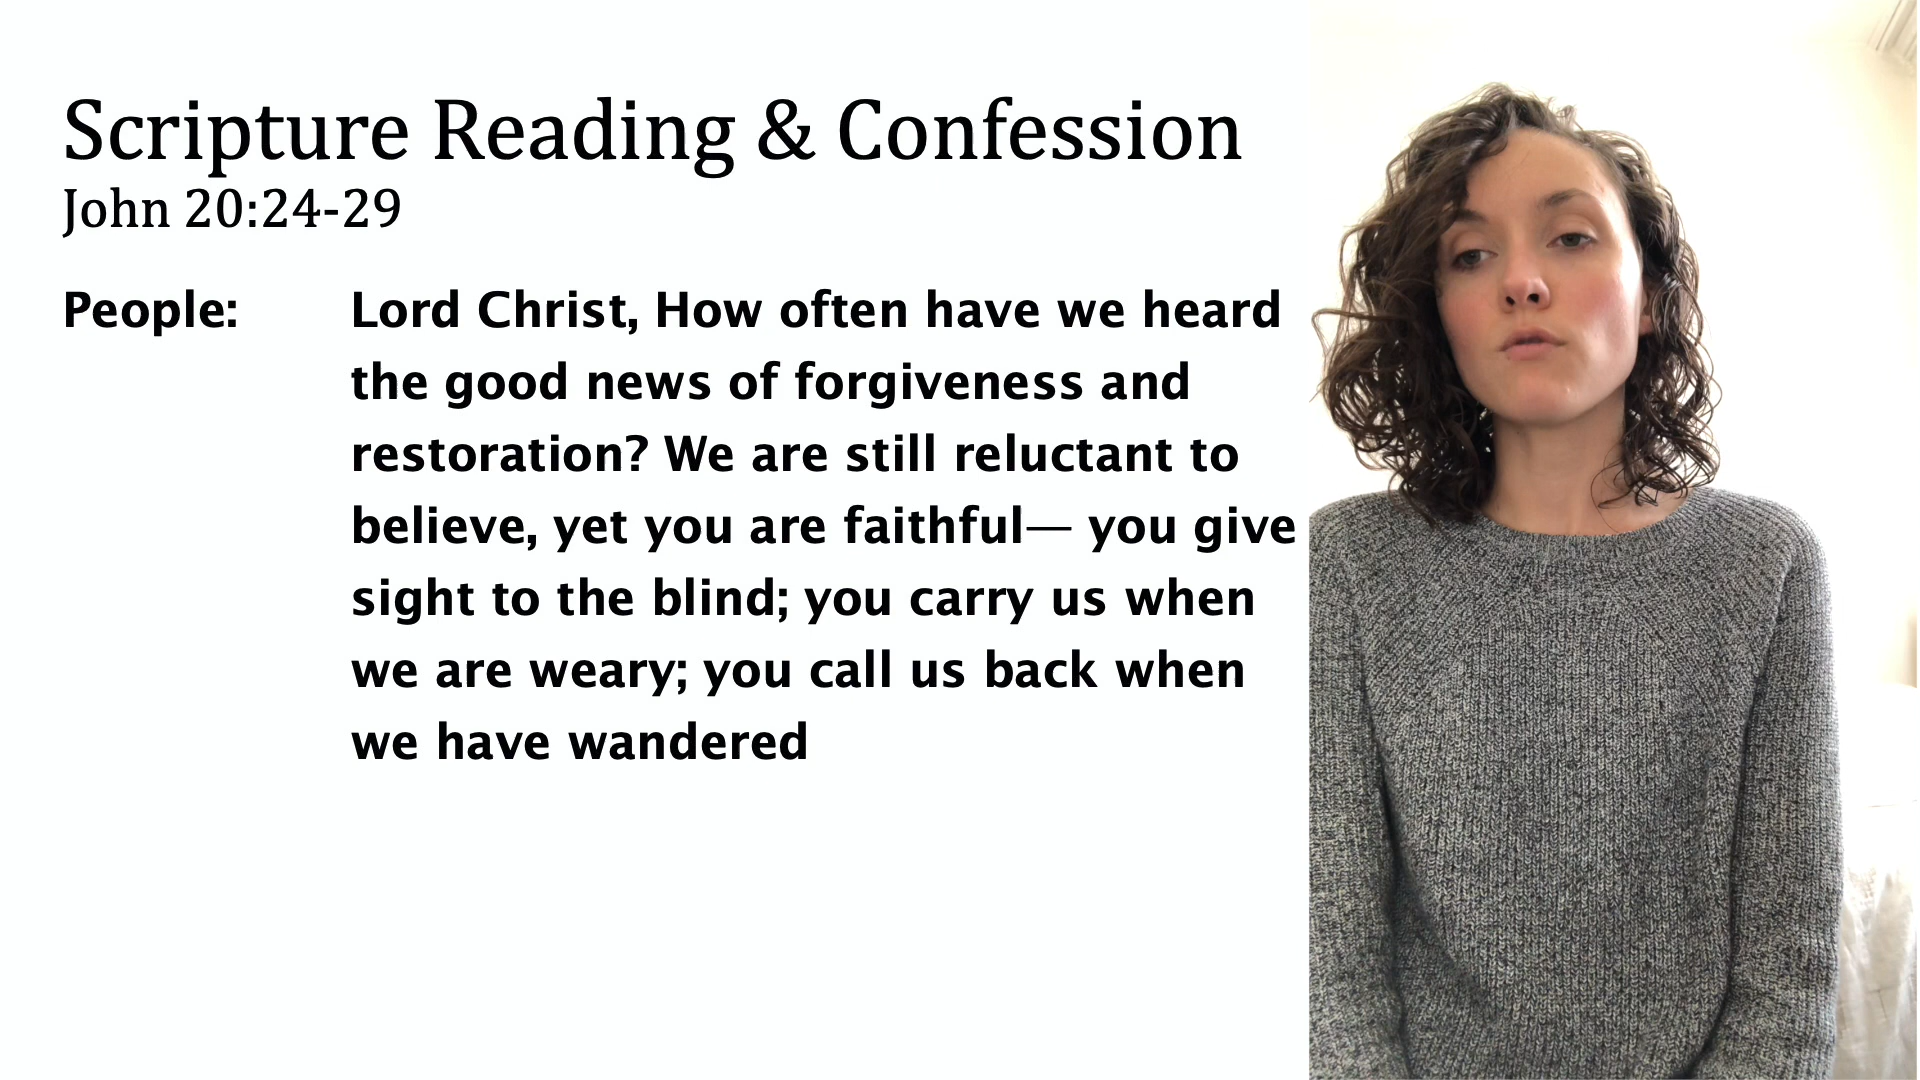 Scripture Reading & Confession
John 20:24-29
People: Lord Christ, How often have we heard
the good news of forgiveness and
restoration? We are still reluctant to
believe, yet you are faithful— you give
sight to the blind; you carry us when
we are weary; you call us back when
we have wandered